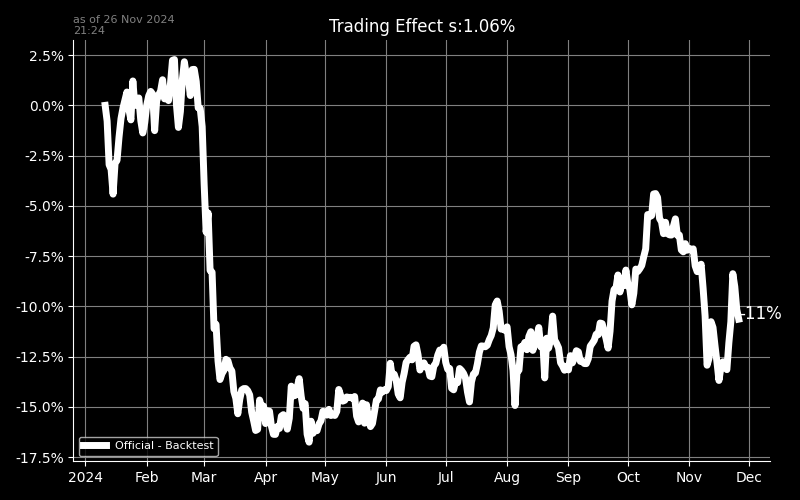 as of 26 Nov 2024
21:24
Trading Effect s:1.06%
2.5%
0.0%
-2.5%
-5.0%
-7.5%
-10.0%
-12.5%
-15.0%
-17.5%
-11%
Official - Backtest
2024 Feb Mar Apr May Jun Jul Aug Sep Oct Nov Dec